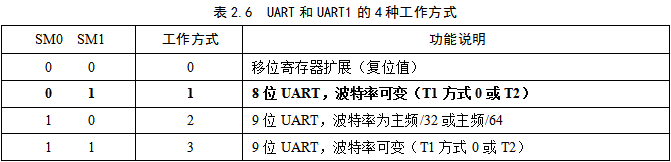 表 2.6 UART 和 UART1 的 4 种工作方式
SM0 SM1 工作方式 功能说明
0 0 0 移位寄存器扩展（复位值）
0 1 1 8 位 UART，波特率可变（T1 方式 0 或 T2）
1 0 2 9 位 UART，波特率为主频/32 或主频/64
1 1 3 9 位 UART，波特率可变（T1 方式 0 或 T2）